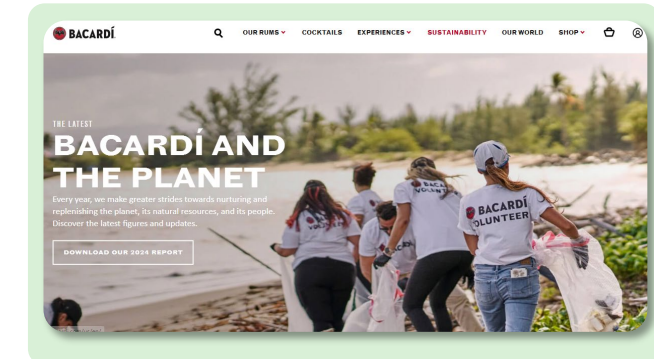 BACARDÍ
OUR RUMS
COCKTAILS
EXPERIENCES
SUSTAINABILITY
OUR WORLD
SHOP
THE LATEST
BACARDÍ AND
THE PLANET
Every year, we make greater strides towards nurturing and
replenishing the planet, its natural resources, and its people.
Discover the latest figures and updates.
DOWNLOAD OUR 2024 REPORT
BACARDÍ
VOLUNTEER